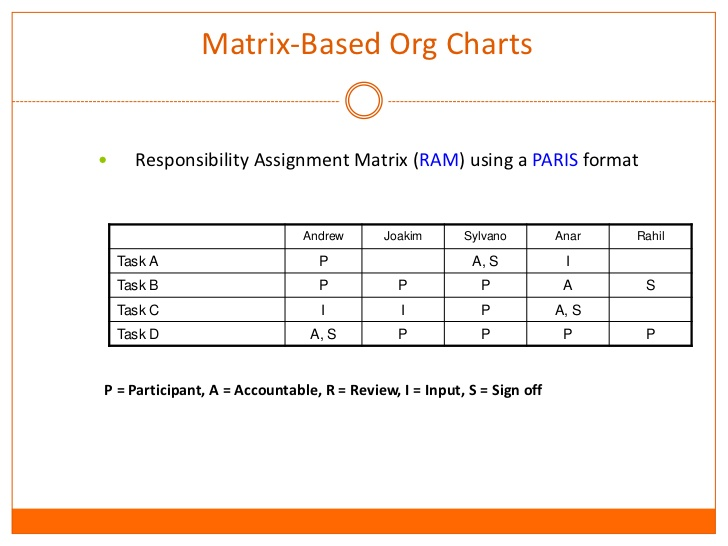 Matrix-Based Org Charts
• Responsibility Assignment Matrix (RAM) using a PARIS format
Andrew Joakim Sylvano Anar Rahil
Task A P A, S I
Task B P P P A S
Task C I I P A, S
Task D A, S P P P P
P = Participant, A = Accountable, R = Review, I = Input, S = Sign off